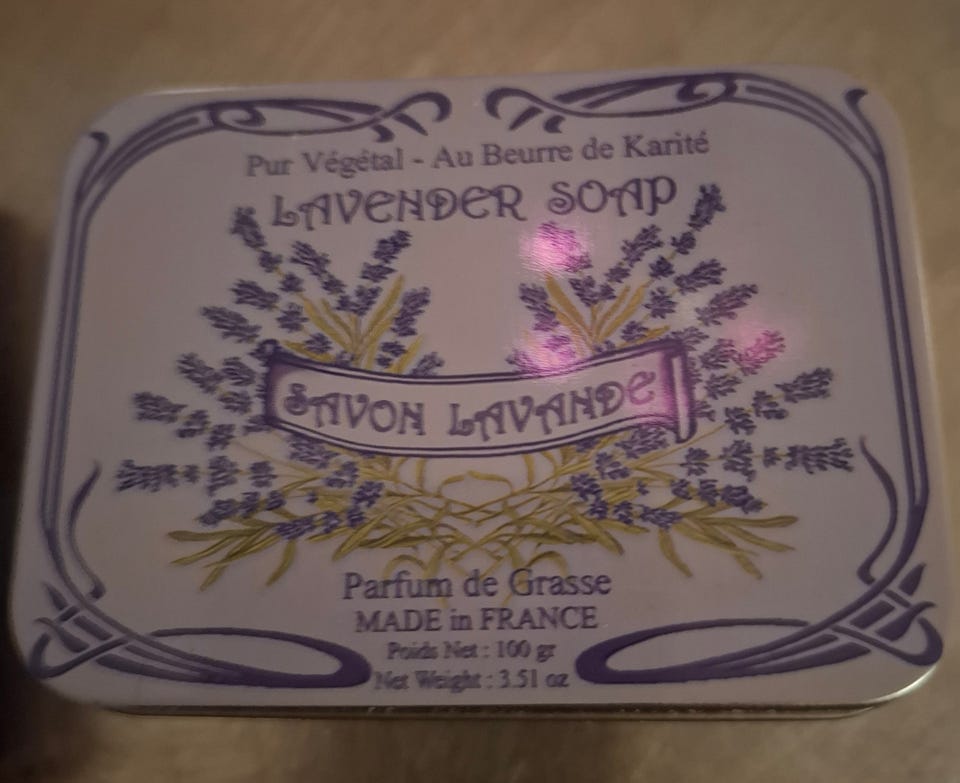 Pur Végétal - Au Beurre de Karité
LAVENDER SOAP
SAVON LAVANDE
Parfum de Grasse
MADE in FRANCE
Poids Net : 100 gr
Net Weight : 3.51 oz